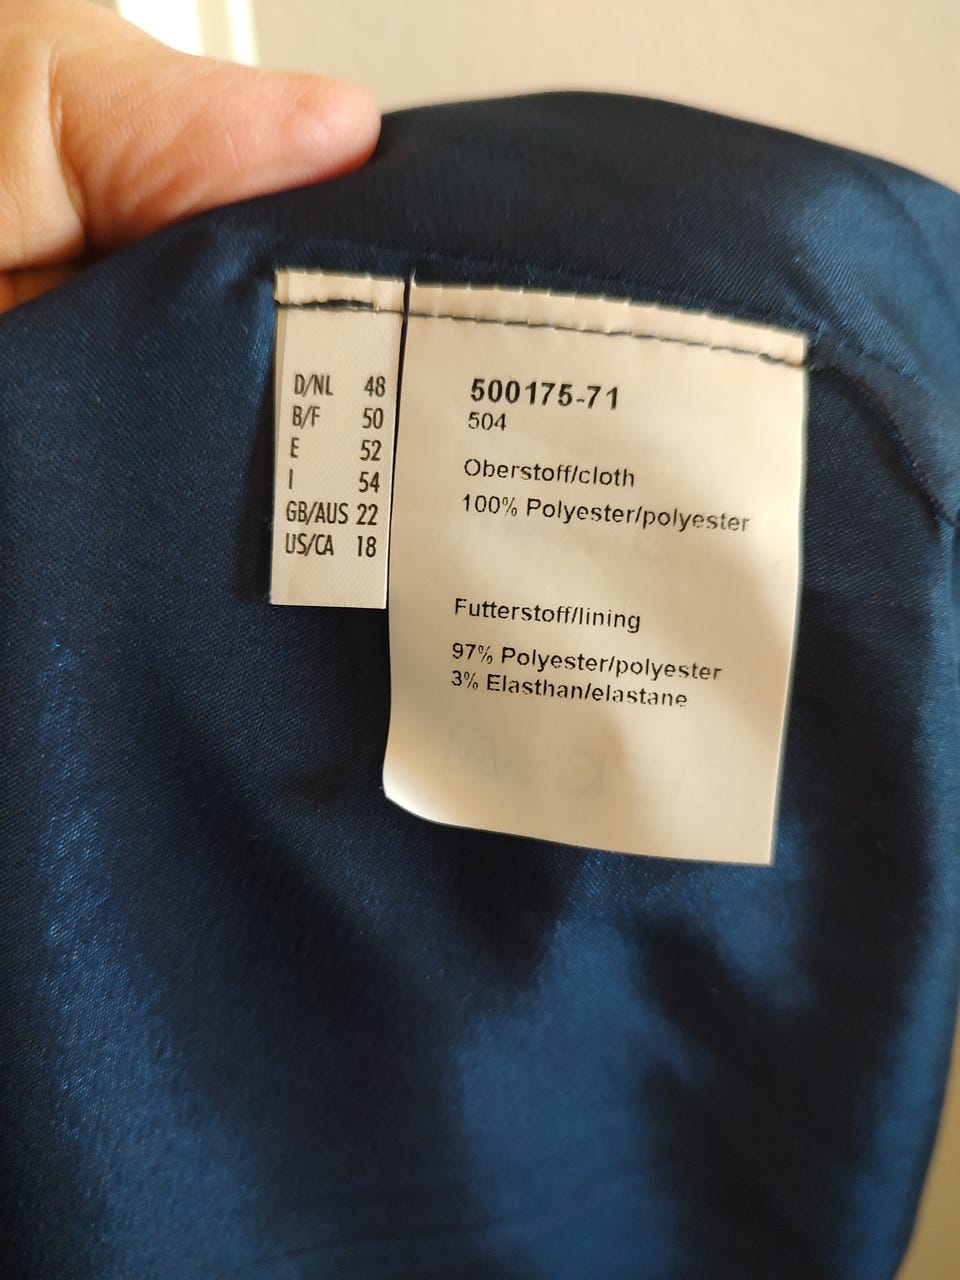 D/NL 48
B/F 50
E 52
I 54
GB/AUS 22
US/CA 18
500175-71
504
Oberstoff/cloth
100% Polyester/polyester
Futterstoff/lining
97% Polyester/polyester
3% Elasthan/elastane